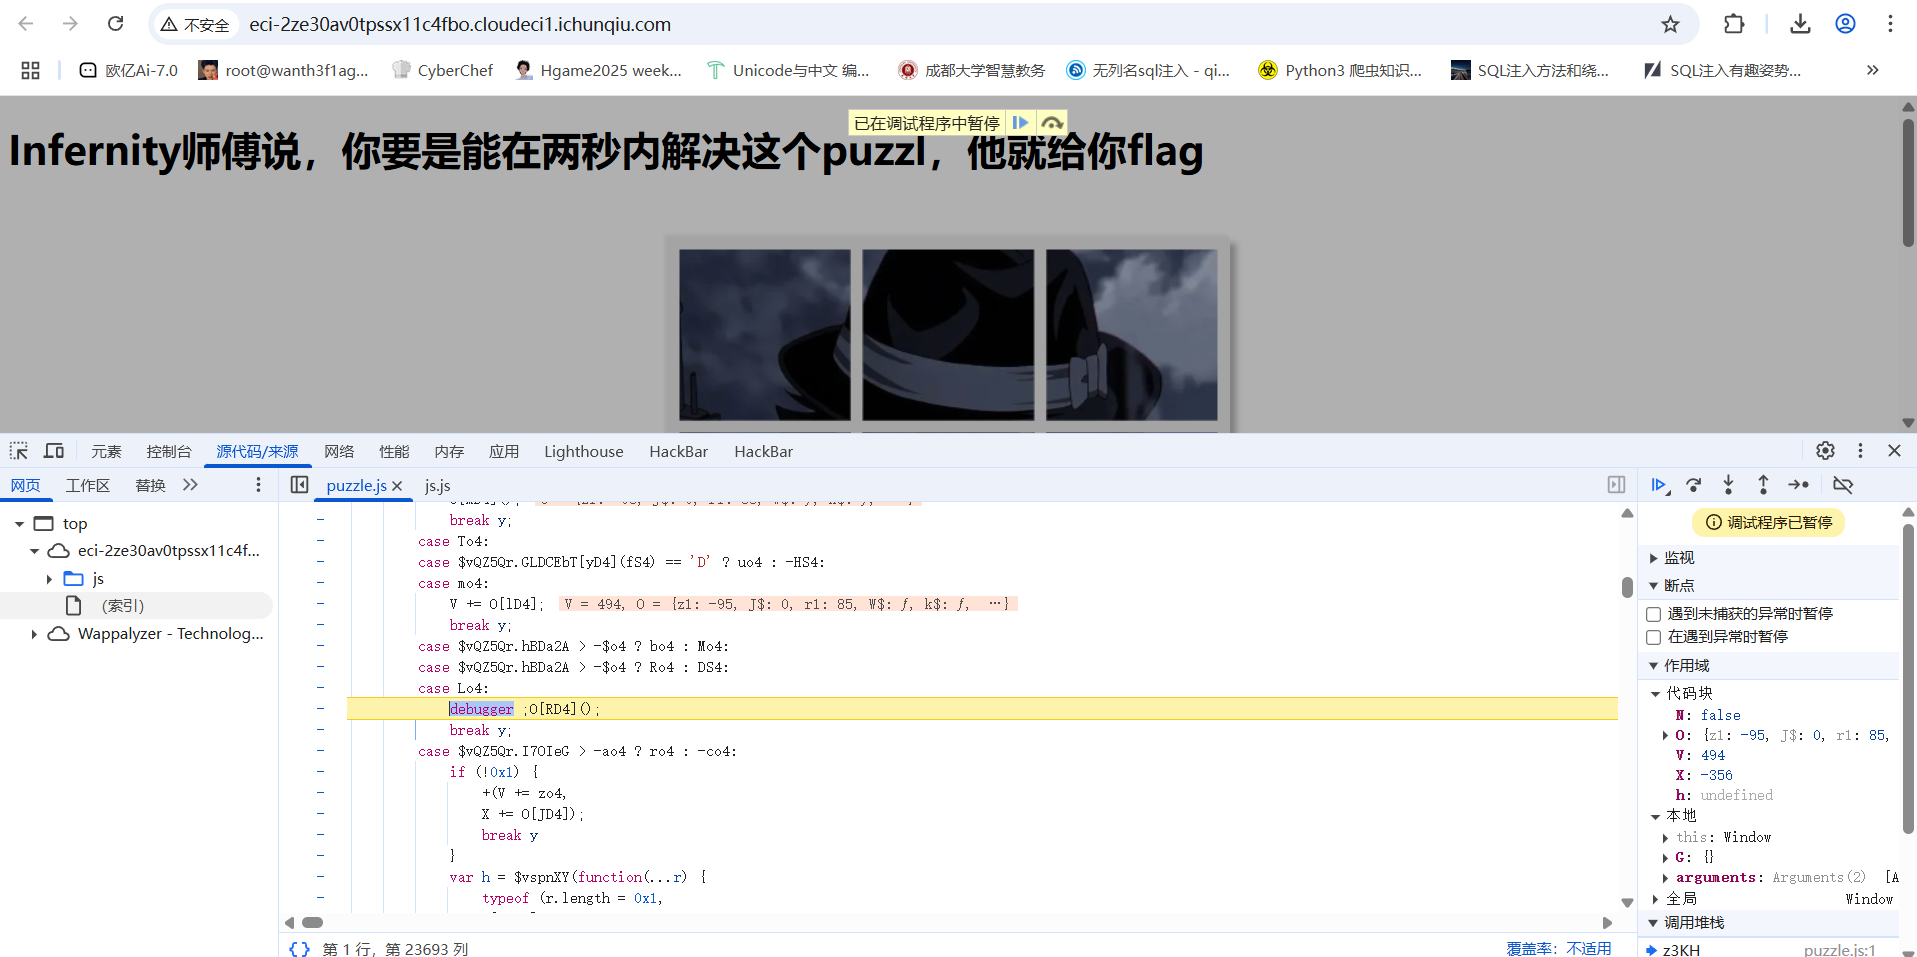 不安全
eci-2ze30av0tpssx11c4fbo.cloudeci1.ichunqiu.com
欧亿Ai-7.0
root@wanth3f1ag...
CyberChef
Hgame2025 week...
Unicode与中文 编...
成都大学智慧教务
无列名sql注入 - qi...
Python3 爬虫知识...
SQL注入方法和绕...
SQL注入有趣姿势...
已在调试程序中暂停
Infernity师傅说，你要是能在两秒内解决这个puzzl，他就给你flag
元素 控制台 源代码/来源 网络 性能 内存 应用 Lighthouse HackBar HackBar
网页 工作区 替换
puzzle.js
js.js
top
eci-2ze30av0tpssx11c4f...
js
(索引)
Wappalyzer - Technolog...
break y;
case To4:
case $vQZ5Qr.GLDCEbT[yD4](fS4) == 'D' ? uo4 : -HS4:
case mo4:
V += O[lD4]; V = 494, O = {z1: -95, J$: 0, r1: 85, W$: ƒ, k$: ƒ, …}
break y;
case $vQZ5Qr.hBDa2A > -$o4 ? bo4 : Mo4:
case $vQZ5Qr.hBDa2A > -$o4 ? Ro4 : DS4:
case Lo4:
debugger ;O[RD4]();
break y;
case $vQZ5Qr.I7OIeG > -ao4 ? ro4 : -co4:
if (!0x1) {
+(V += zo4,
X += O[JD4]);
break y
}
var h = $vspnXY(function(...r) {
typeof (r.length = 0x1,
{} 第 1 行，第 23693 列
覆盖率：不适用
调试程序已暂停
监视
断点
遇到未捕获的异常时暂停
在遇到异常时暂停
作用域
代码块
N: false
O: {z1: -95, J$: 0, r1: 85,
V: 494
X: -356
h: undefined
本地
this: Window
G: {}
arguments: Arguments(2) [A
全局 Window
调用堆栈
z3KH puzzle.js:1